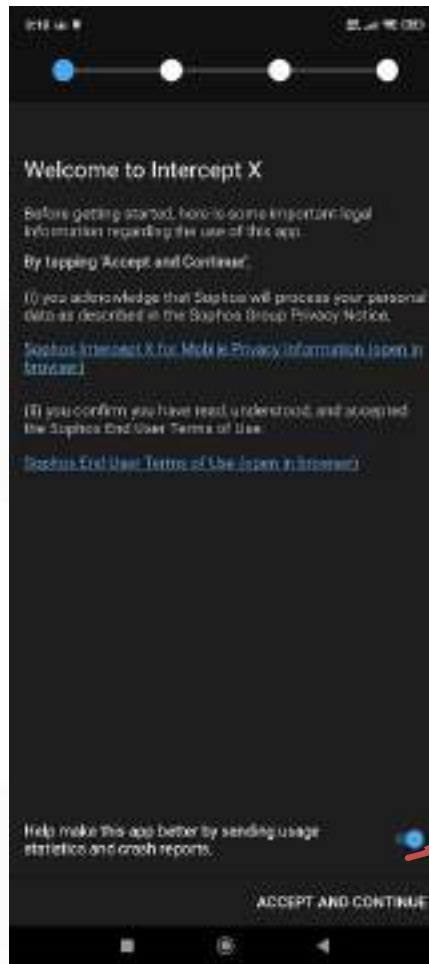 Welcome to Intercept X
Before getting started, here is some important legal
information regarding the use of this app.
By tapping 'Accept and Continue',
(i) you acknowledge that Sophos will process your personal
data as described in the Sophos Group Privacy Notice.
Sophos Intercept X for Mobile Privacy Information (open in
browser)
(ii) you confirm you have read, understood, and accepted
the Sophos End User Terms of Use.
Sophos End User Terms of Use (open in browser)
Help make this app better by sending usage
statistics and crash reports.
ACCEPT AND CONTINUE